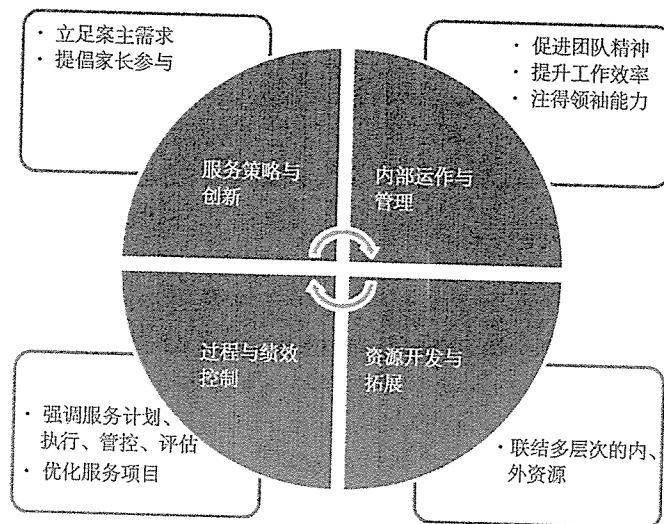 · 立足案主需求
· 提倡家长参与
· 促进团队精神
· 提升工作效率
· 注得领袖能力
服务策略与
创新
内部运作与
管理
过程与绩效
控制
资源开发与
拓展
· 强调服务计划、
执行、管控、评估
· 优化服务项目
· 联结多层次的内、
外资源